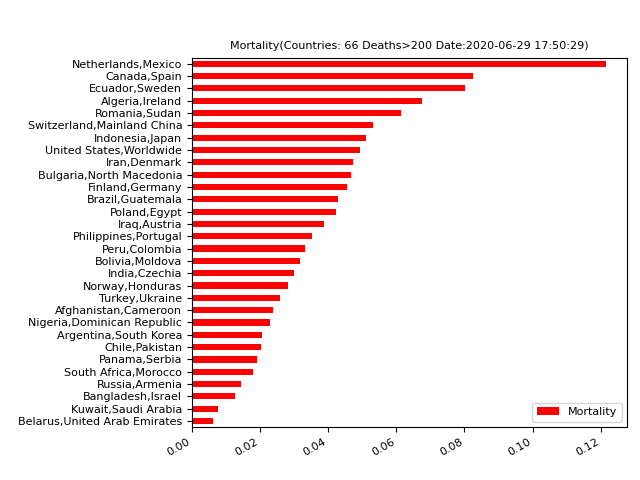 Mortality(Countries: 66 Deaths>200 Date:2020-06-29 17:50:29)
Netherlands,Mexico
Canada,Spain
Ecuador,Sweden
Algeria,Ireland
Romania,Sudan
Switzerland,Mainland China
Indonesia,Japan
United States,Worldwide
Iran,Denmark
Bulgaria,North Macedonia
Finland,Germany
Brazil,Guatemala
Poland,Egypt
Iraq,Austria
Philippines,Portugal
Peru,Colombia
Bolivia,Moldova
India,Czechia
Norway,Honduras
Turkey,Ukraine
Afghanistan,Cameroon
Nigeria,Dominican Republic
Argentina,South Korea
Chile,Pakistan
Panama,Serbia
South Africa,Morocco
Russia,Armenia
Bangladesh,Israel
Kuwait,Saudi Arabia
Belarus,United Arab Emirates
Mortality
0.00 0.02 0.04 0.06 0.08 0.10 0.12